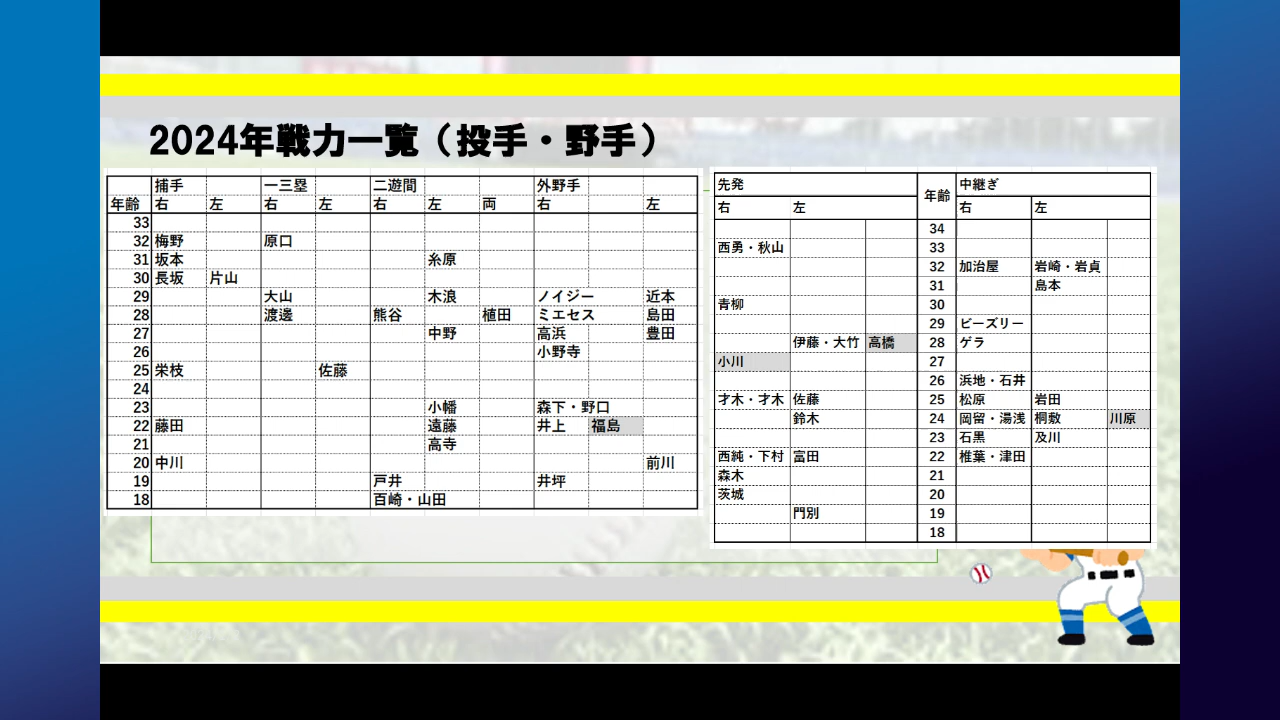 2024年戦力一覧（投手・野手）
捕手 一三塁 二遊間 外野手
年齢 右 左 右 左 右 左 両 右 左
33
32 梅野 原口
31 坂本 糸原
30 長坂 片山
29 大山 木浪 ノイジー 近本
28 渡邊 熊谷 植田 ミエセス 島田
27 中野 高浜 豊田
26 小野寺
25 栄枝 佐藤
24
23 小幡 森下・野口
22 藤田 遠藤 井上 福島
21 高寺
20 中川 前川
19 戸井 井坪
18 百崎・山田
先発 年齢 中継ぎ
右 左 右 左
34
西勇・秋山 33
32 加治屋 岩崎・岩貞
31 島本
青柳 30
29 ビーズリー
伊藤・大竹 高橋 28 ゲラ
小川 27
26 浜地・石井
才木・才木 佐藤 25 松原 岩田
鈴木 24 岡留・湯浅 桐敷 川原
23 石黒 及川
西純・下村 富田 22 椎葉・津田
森木 21
茨城 20
門別 19
18